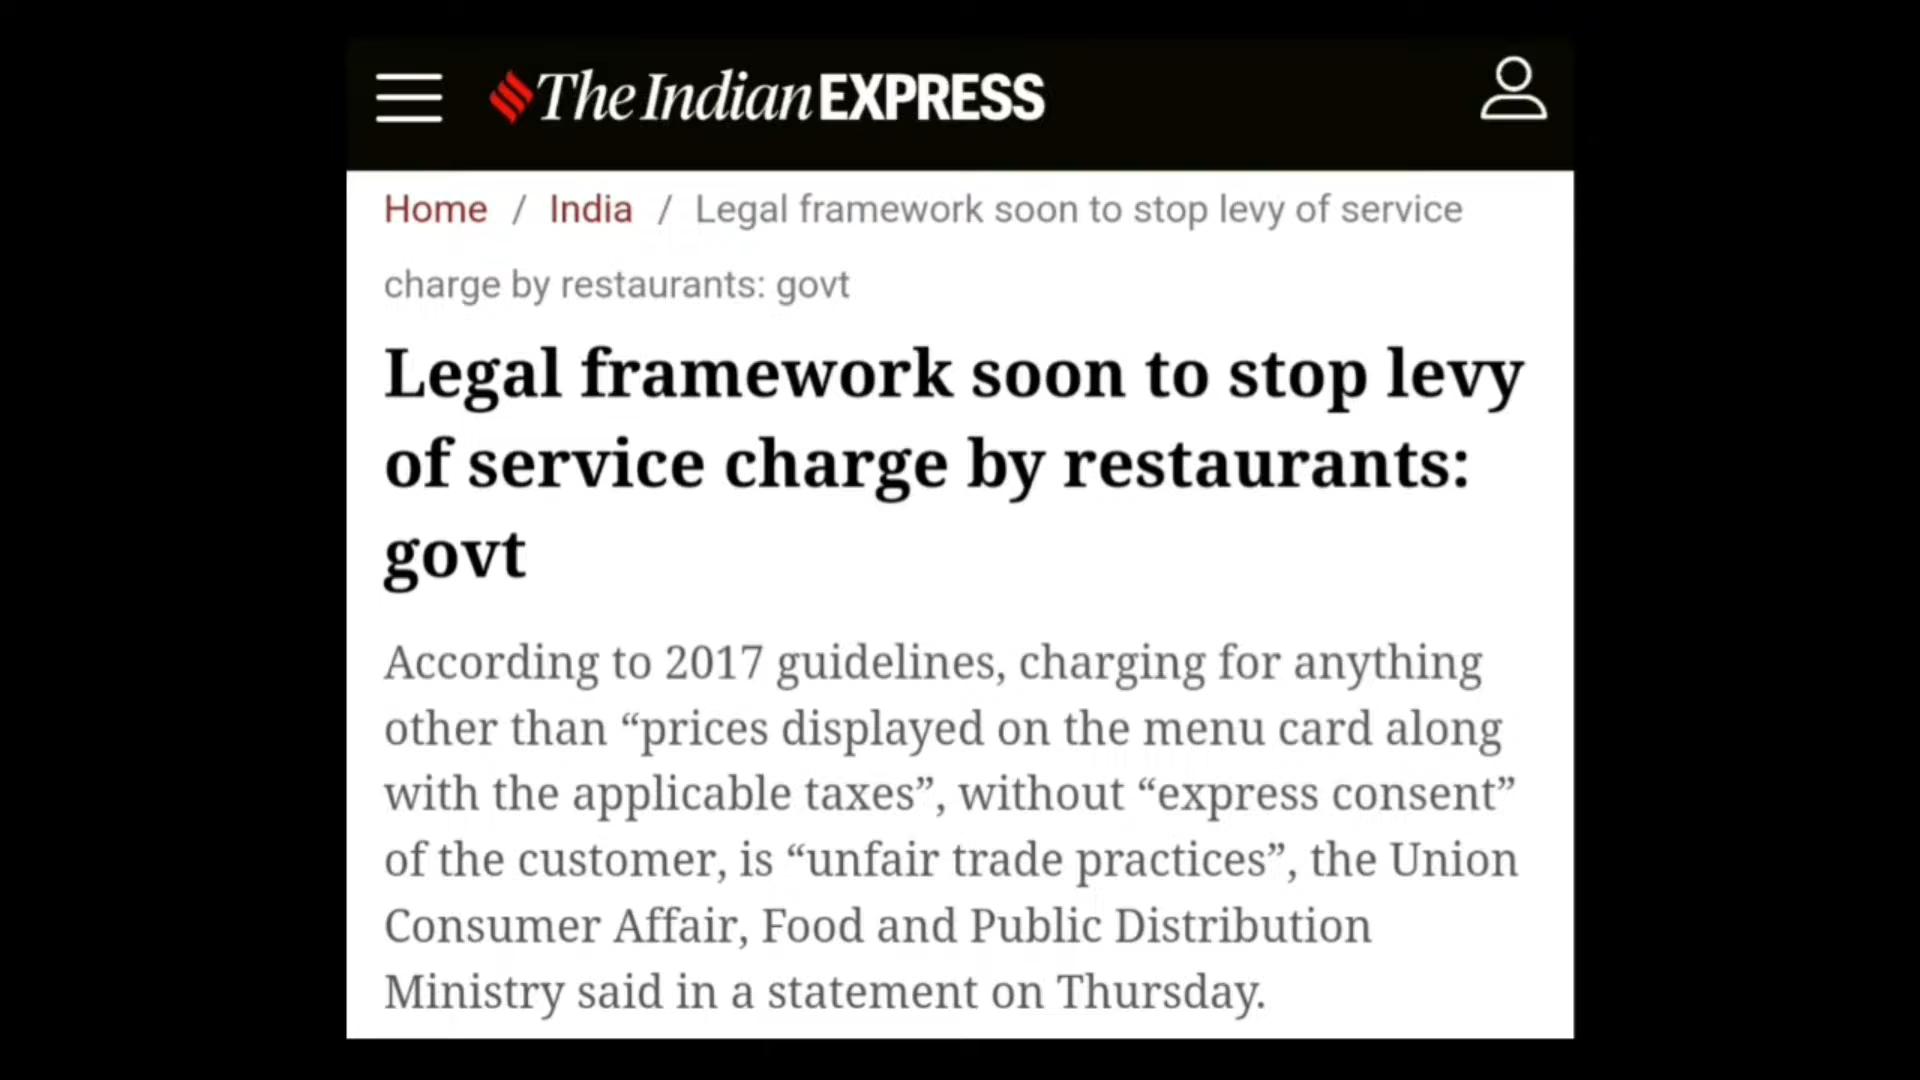 The Indian EXPRESS
Home / India / Legal framework soon to stop levy of service
charge by restaurants: govt
Legal framework soon to stop levy
of service charge by restaurants:
govt
According to 2017 guidelines, charging for anything
other than “prices displayed on the menu card along
with the applicable taxes”, without “express consent”
of the customer, is “unfair trade practices”, the Union
Consumer Affair, Food and Public Distribution
Ministry said in a statement on Thursday.